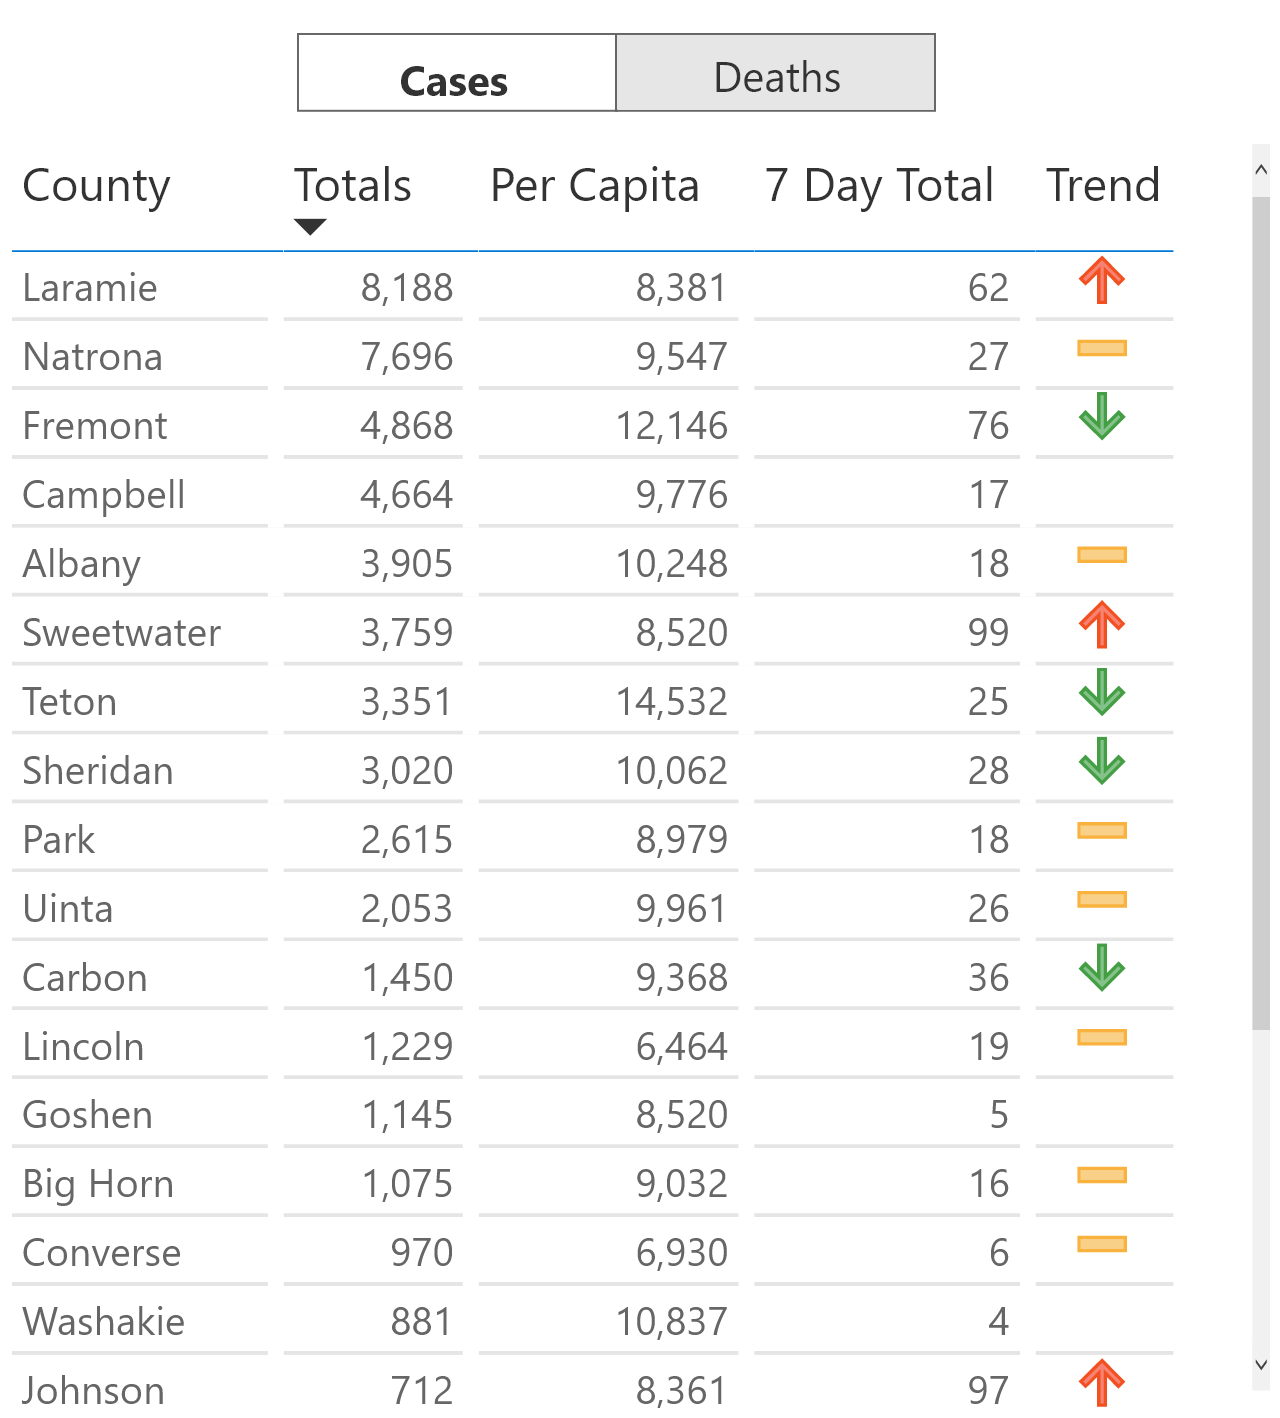 Cases Deaths
County Totals Per Capita 7 Day Total Trend
Laramie 8,188 8,381 62
Natrona 7,696 9,547 27
Fremont 4,868 12,146 76
Campbell 4,664 9,776 17
Albany 3,905 10,248 18
Sweetwater 3,759 8,520 99
Teton 3,351 14,532 25
Sheridan 3,020 10,062 28
Park 2,615 8,979 18
Uinta 2,053 9,961 26
Carbon 1,450 9,368 36
Lincoln 1,229 6,464 19
Goshen 1,145 8,520 5
Big Horn 1,075 9,032 16
Converse 970 6,930 6
Washakie 881 10,837 4
Johnson 712 8,361 97